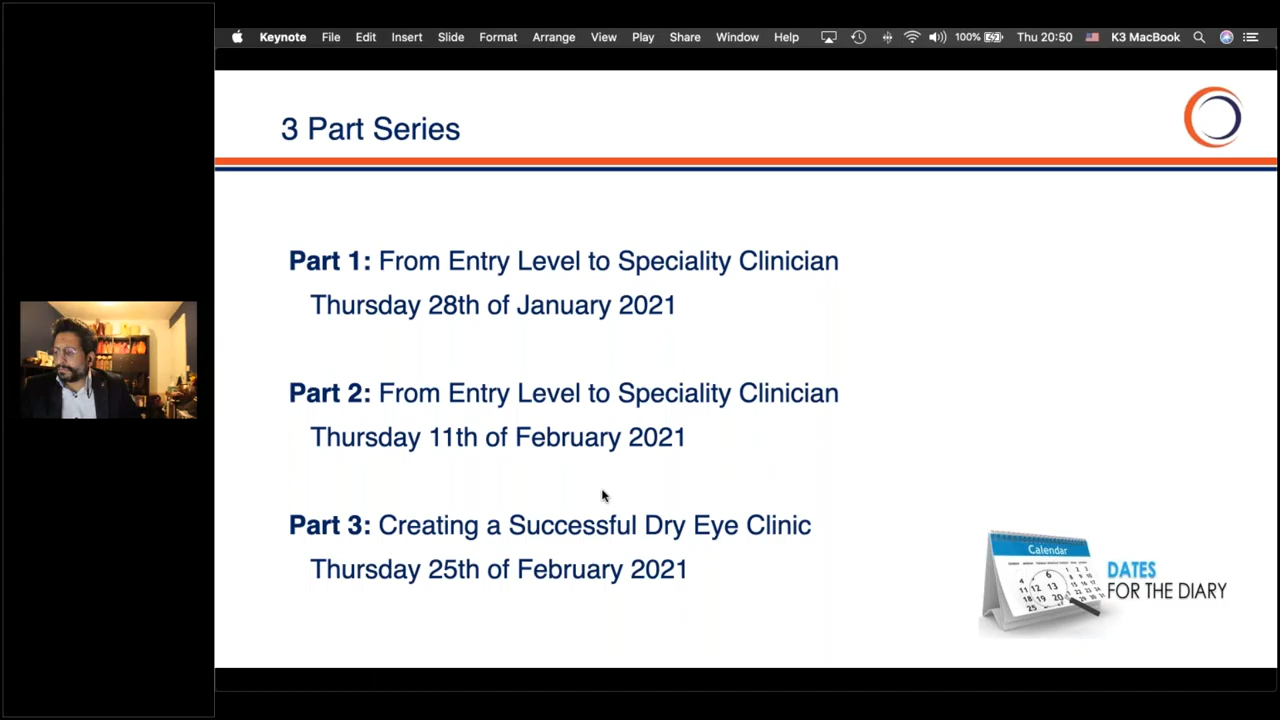 Keynote File Edit Insert Slide Format Arrange View Play Share Window Help 100% Thu 20:50 K3 MacBook
3 Part Series
Part 1: From Entry Level to Speciality Clinician
Thursday 28th of January 2021
Part 2: From Entry Level to Speciality Clinician
Thursday 11th of February 2021
Part 3: Creating a Successful Dry Eye Clinic
Thursday 25th of February 2021
Calendar
DATES
FOR THE DIARY